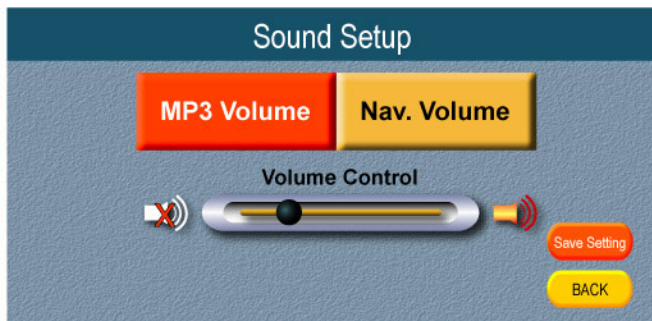 Sound Setup
MP3 Volume Nav. Volume
Volume Control
Save Setting
BACK